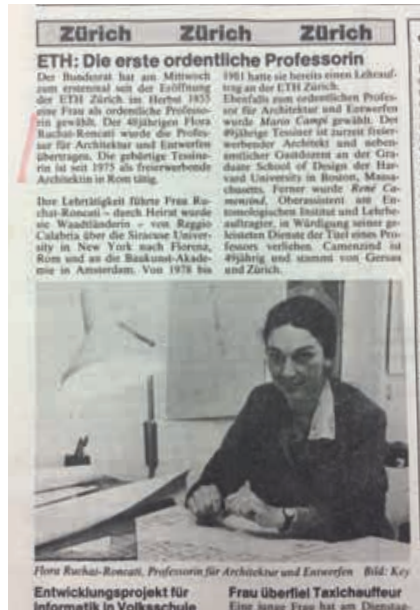 Zürich Zürich Zürich
ETH: Die erste ordentliche Professorin
Der Bundesrat hat am Mittwoch
zum erstenmal seit der Eröffnung
der ETH Zürich im Herbst 1855
eine Frau als ordentliche Professo-
rin gewählt. Der 48jährigen Flora
Ruchat-Roncati wurde die Profes-
sur für Architektur und Entwerfen
übertragen. Die gebürtige Tessine-
rin ist seit 1975 als freierwerbende
Architektin in Rom tätig.
Ihre Lehrtätigkeit führte Frau Ru-
chat-Roncati – durch Heirat wurde
sie Waadtländerin – von Reggio
Calabria über die Siracuse Univer-
sity in New York nach Florenz,
Rom und an die Baukunst-Akade-
mie in Amsterdam. Von 1978 bis
1981 hatte sie bereits einen Lehrauf-
trag an der ETH Zürich.
Ebenfalls zum ordentlichen Profes-
sor für Architektur und Entwerfen
wurde Mario Campi gewählt. Der
49jährige Tessiner ist zurzeit freier-
werbender Architekt und neben-
amtlicher Gastdozent an der Gra-
duate School of Design der Har-
vard University in Boston, Massa-
chusetts. Ferner wurde René Ca-
menzind, Oberassistent am En-
tomologischen Institut und Lehrbe-
auftragter, in Würdigung seiner ge-
leisteten Dienste der Titel eines Pro-
fessors verliehen. Camenzind ist
49jährig und stammt von Gersau
und Zürich.
Flora Ruchat-Roncati, Professorin für Architektur und Entwerfen Bild: Key
Entwicklungsprojekt für
Informatik in Volksschule
Frau überfiel Taxichauffeur
Eine junge Frau hat am Dienstag